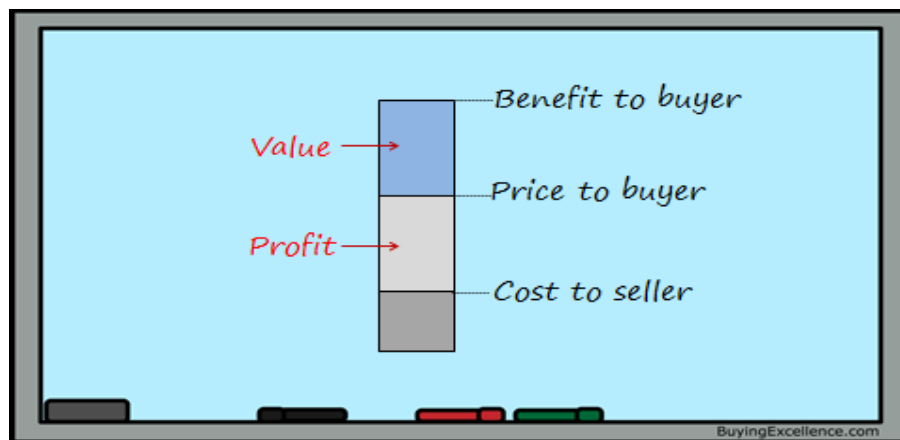 Benefit to buyer
Value
Price to buyer
Profit
Cost to seller
BuyingExcellence.com